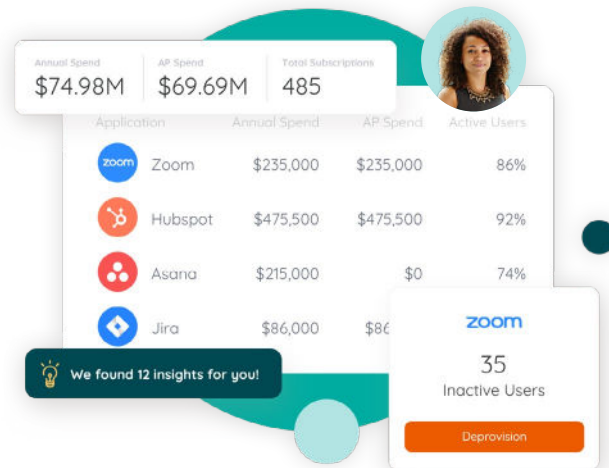 Annual Spend AP Spend Total Subscriptions
$74.98M $69.69M 485
Application Annual Spend AP Spend Active Users
zoom Zoom $235,000 $235,000 86%
Hubspot $475,500 $475,500 92%
Asana $215,000 $0 74%
Jira $86,000 $86
We found 12 insights for you!
zoom
35
Inactive Users
Deprovision